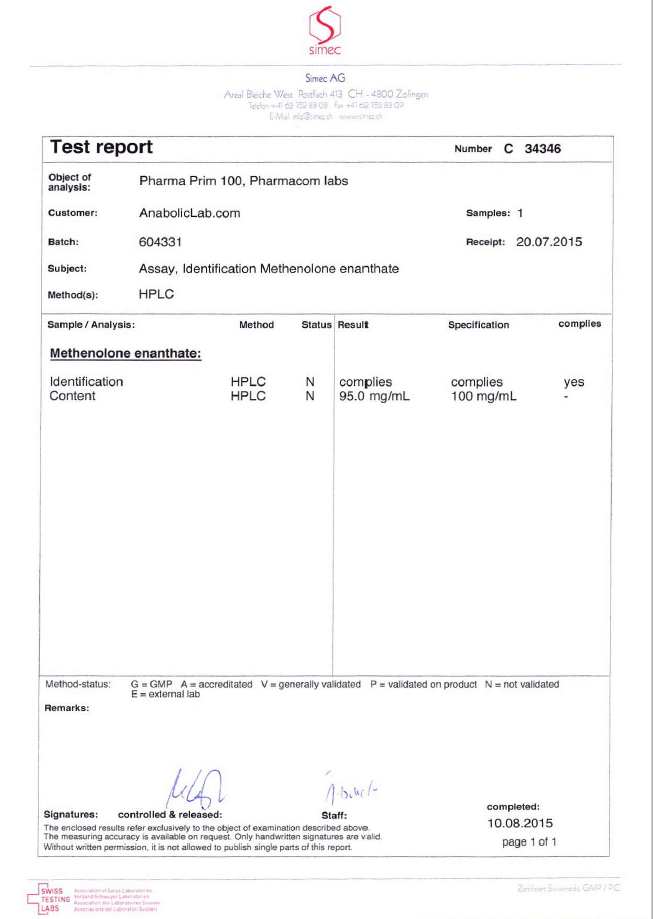 simec
Simec AG
Areal Bleiche West Postfach 413 CH - 4800 Zofingen
Telefon +41 62 752 83 08 Fax +41 62 752 83 09
E-Mail info@simec.ch www.simec.ch
Test report Number C 34346
Object of analysis: Pharma Prim 100, Pharmacom labs
Customer: AnabolicLab.com Samples: 1
Batch: 604331 Receipt: 20.07.2015
Subject: Assay, Identification Methenolone enanthate
Method(s): HPLC
Sample / Analysis: Method Status Result Specification complies
Methenolone enanthate:
Identification HPLC N complies complies yes
Content HPLC N 95.0 mg/mL 100 mg/mL -
Method-status: G = GMP A = accreditated V = generally validated P = validated on product N = not validated
E = external lab
Remarks:
completed:
Signatures: controlled & released: Staff:
10.08.2015
The enclosed results refer exclusively to the object of examination described above.
The measuring accuracy is available on request. Only handwritten signatures are valid.
Without written permission, it is not allowed to publish single parts of this report.
page 1 of 1
SWISS TESTING LABS
Association of Swiss Laboratories
Verband Schweizer Laboratorien
Association des Laboratoires Suisses
Associazione dei Laboratori Svizzeri
Zertifiziert Swissmedic GMP / PIC